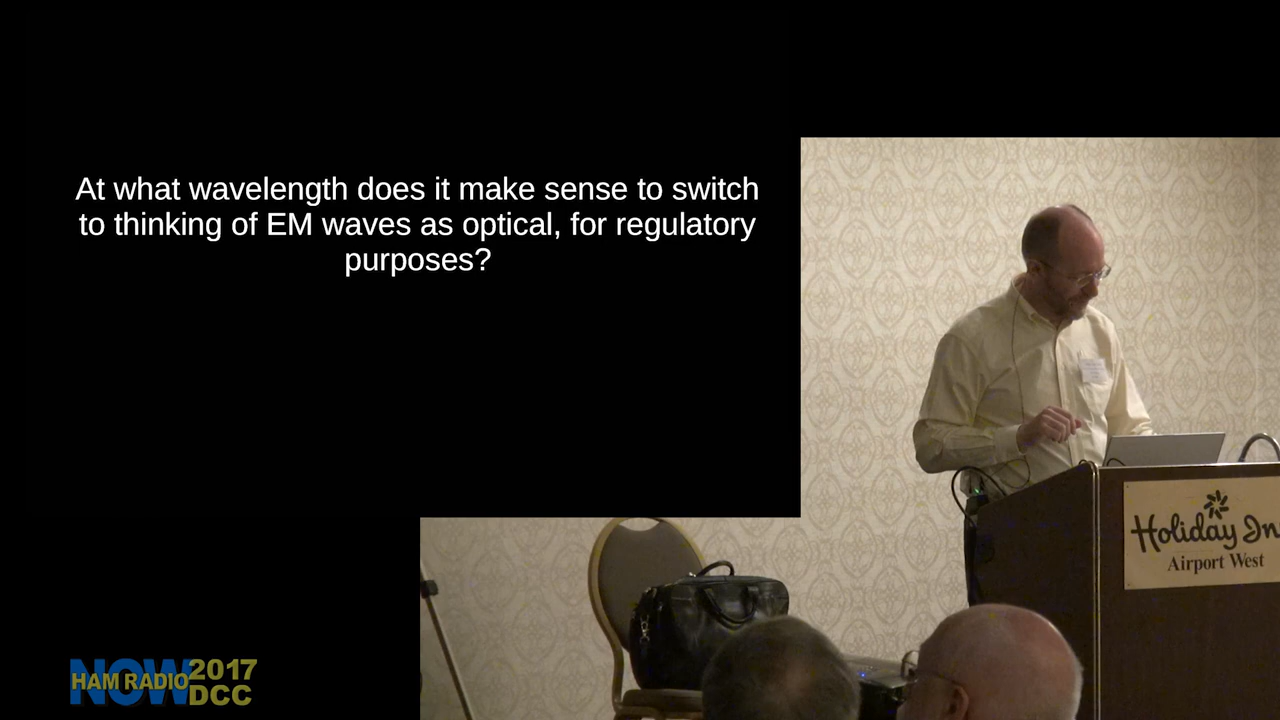 At what wavelength does it make sense to switch
to thinking of EM waves as optical, for regulatory
purposes?
Holiday In
Airport West
NOW 2017
HAM RADIO DCC